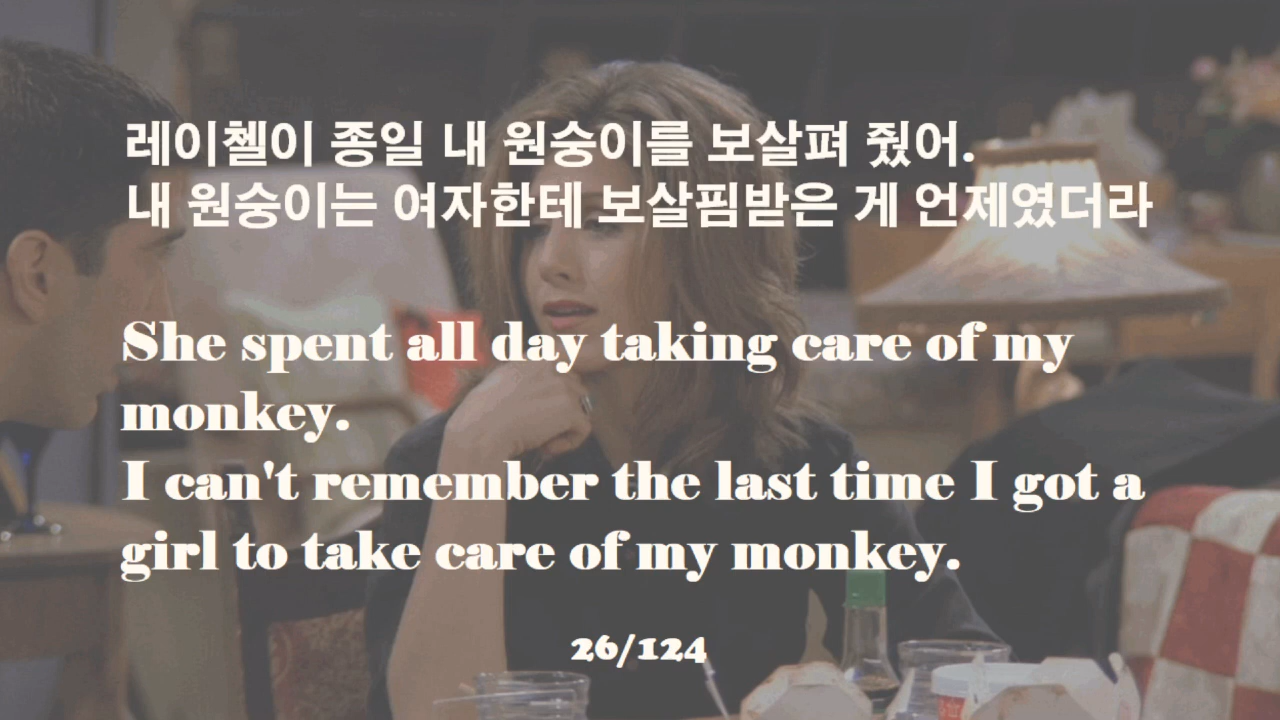 레이첼이 종일 내 원숭이를 보살펴 줬어.
내 원숭이는 여자한테 보살핌받은 게 언제였더라
She spent all day taking care of my
monkey.
I can't remember the last time I got a
girl to take care of my monkey.
26/124